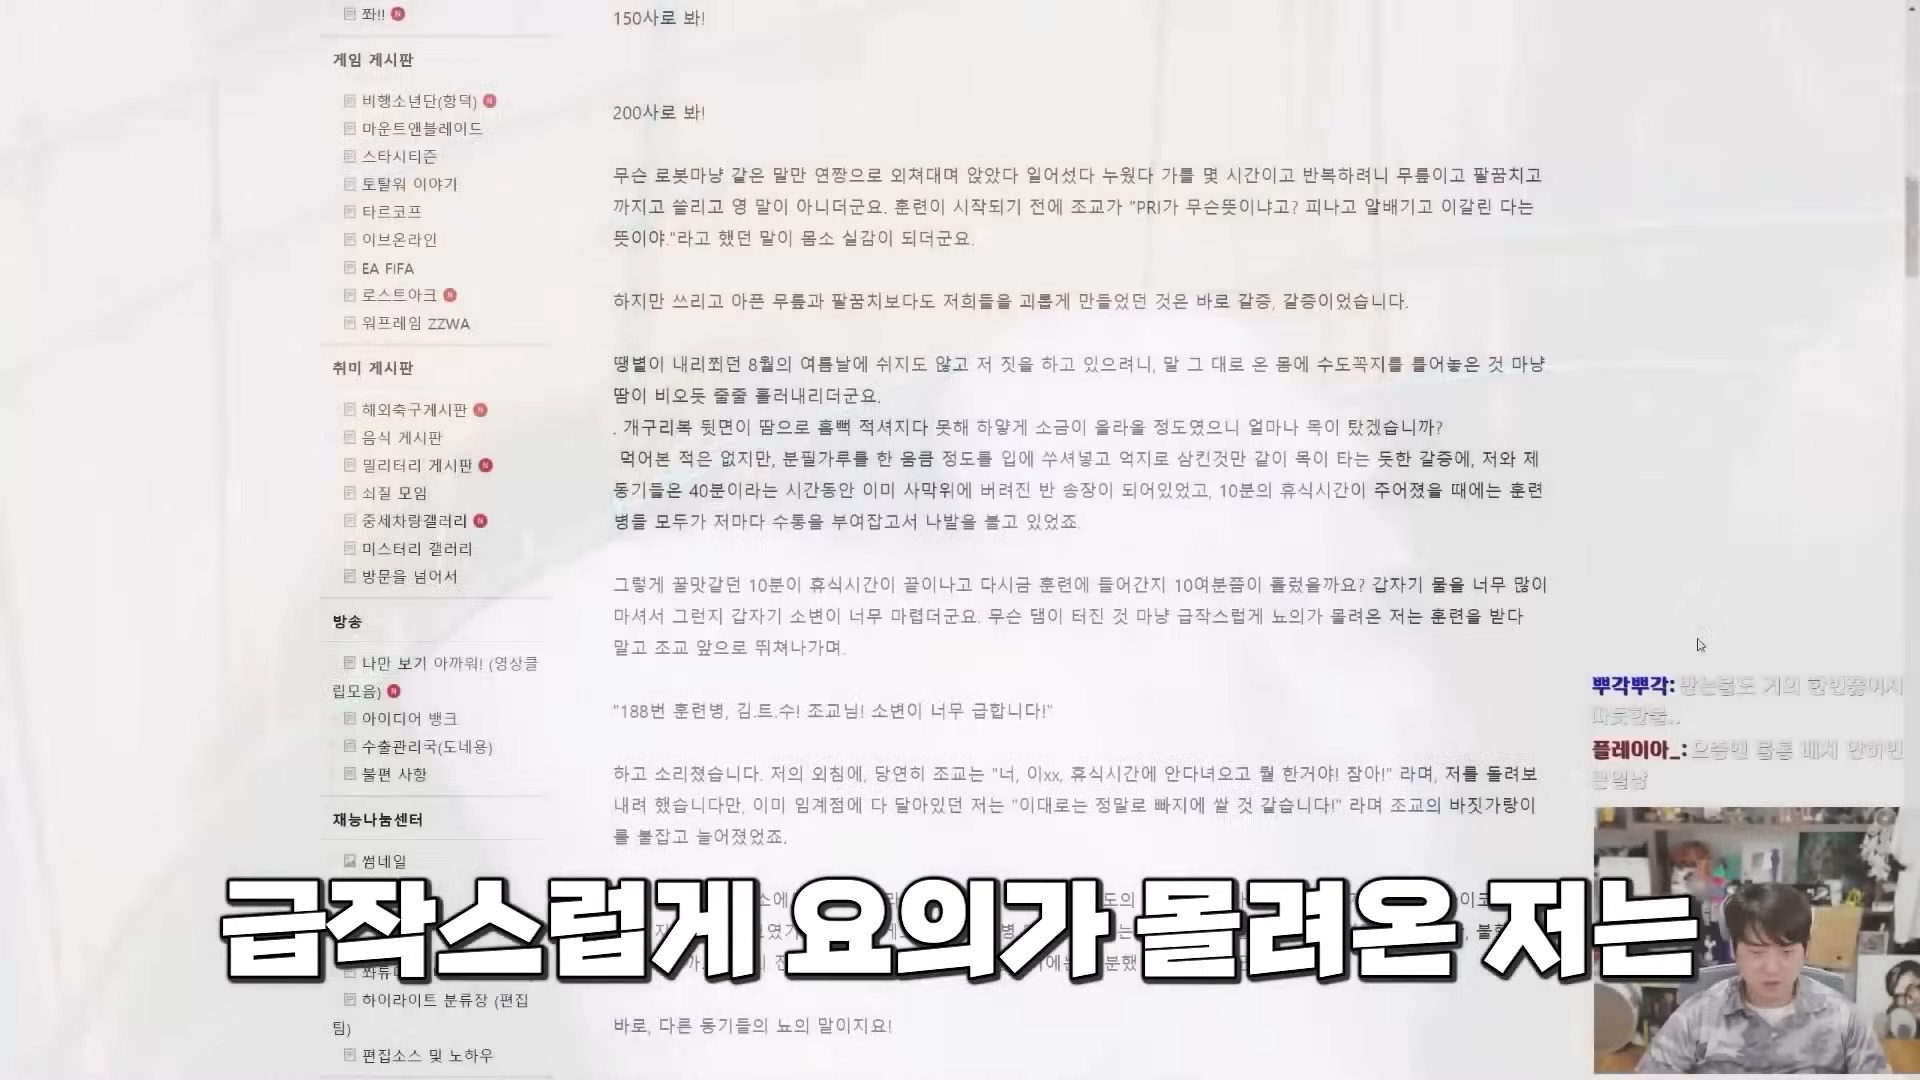 쫘!! N
게임 게시판
비행소년단(항덕) N
마운트앤블레이드
스타시티즌
토탈워 이야기
타르코프
이브온라인
EA FIFA
로스트아크 N
워프레임 ZZWA
취미 게시판
해외축구게시판 N
음식 게시판
밀리터리 게시판 N
쇠질 모임
중세차량갤러리 N
미스터리 갤러리
방문을 넘어서
방송
나만 보기 아까워! (영상클
립모음) N
아이디어 뱅크
수출관리국(도네용)
불편 사항
재능나눔센터
썸네일
하이라이트 분류장 (편집
팀)
편집소스 및 노하우
150사로 봐!
200사로 봐!
무슨 로봇마냥 같은 말만 연짱으로 외쳐대며 앉았다 일어섰다 누웠다 가를 몇 시간이고 반복하려니 무릎이고 팔꿈치고
까지고 쓸리고 영 말이 아니더군요. 훈련이 시작되기 전에 조교가 "PRI가 무슨뜻이냐고? 피나고 알배기고 이갈린 다는
뜻이야."라고 했던 말이 몸소 실감이 되더군요.
하지만 쓰리고 아픈 무릎과 팔꿈치보다도 저희들을 괴롭게 만들었던 것은 바로 갈증, 갈증이었습니다.
땡볕이 내리쬐던 8월의 여름날에 쉬지도 않고 저 짓을 하고 있으려니, 말 그 대로 온 몸에 수도꼭지를 틀어놓은 것 마냥
땀이 비오듯 줄줄 흘러내리더군요.
. 개구리복 뒷면이 땀으로 흠뻑 적셔지다 못해 하얗게 소금이 올라올 정도였으니 얼마나 목이 탔겠습니까?
먹어본 적은 없지만, 분필가루를 한 움큼 정도를 입에 쑤셔넣고 억지로 삼킨것만 같이 목이 타는 듯한 갈증에, 저와 제
동기들은 40분이라는 시간동안 이미 사막위에 버려진 반 송장이 되어있었고, 10분의 휴식시간이 주어졌을 때에는 훈련
병들 모두가 저마다 수통을 부여잡고서 나발을 불고 있었죠.
그렇게 꿀맛같던 10분이 휴식시간이 끝이나고 다시금 훈련에 들어간지 10여분쯤이 흘렀을까요? 갑자기 물을 너무 많이
마셔서 그런지 갑자기 소변이 너무 마렵더군요. 무슨 댐이 터진 것 마냥 급작스럽게 뇨의가 몰려온 저는 훈련을 받다
말고 조교 앞으로 뛰쳐나가며.
"188번 훈련병, 김.트.수! 조교님! 소변이 너무 급합니다!"
하고 소리쳤습니다. 저의 외침에, 당연히 조교는 "너, 이xx, 휴식시간에 안다녀오고 뭘 한거야! 참아!" 라며, 저를 돌려보
내려 했습니다만, 이미 임계점에 다 달아있던 저는 "이대로는 정말로 빠지에 쌀 것 같습니다!" 라며 조교의 바짓가랑이
를 붙잡고 늘어졌었죠.
바로, 다른 동기들의 뇨의 말이지요!
뿌각뿌각: 받는물도 거의 한번끓여서
따듯한물..
플레이아_:
급작스럽게 요의가 몰려온 저는